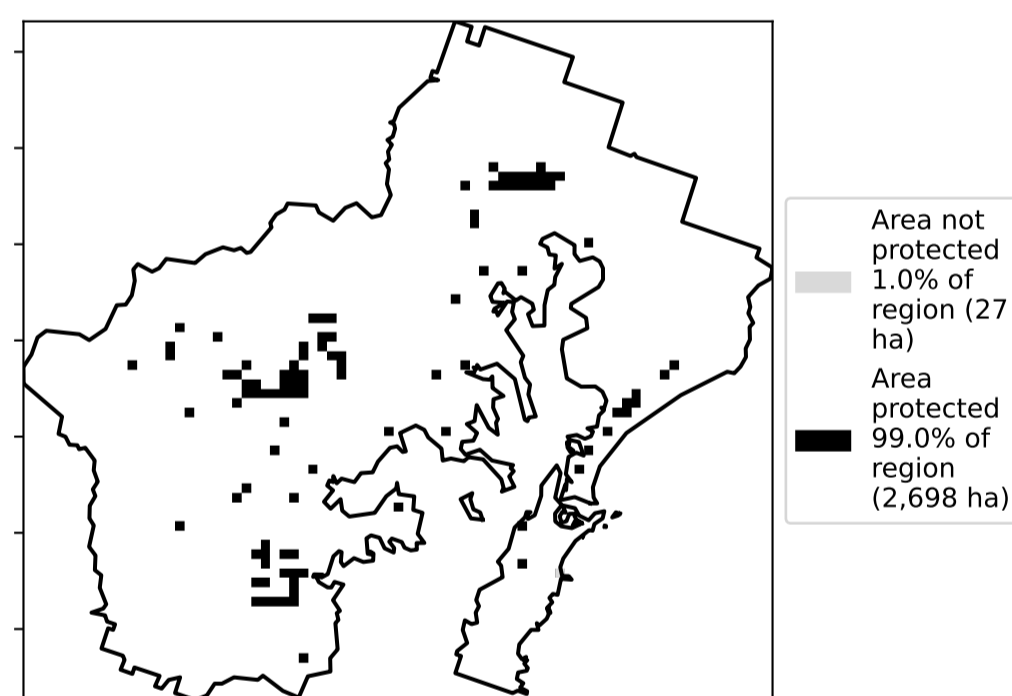 Area not
protected
1.0% of
region (27
ha)
Area
protected
99.0% of
region
(2,698 ha)